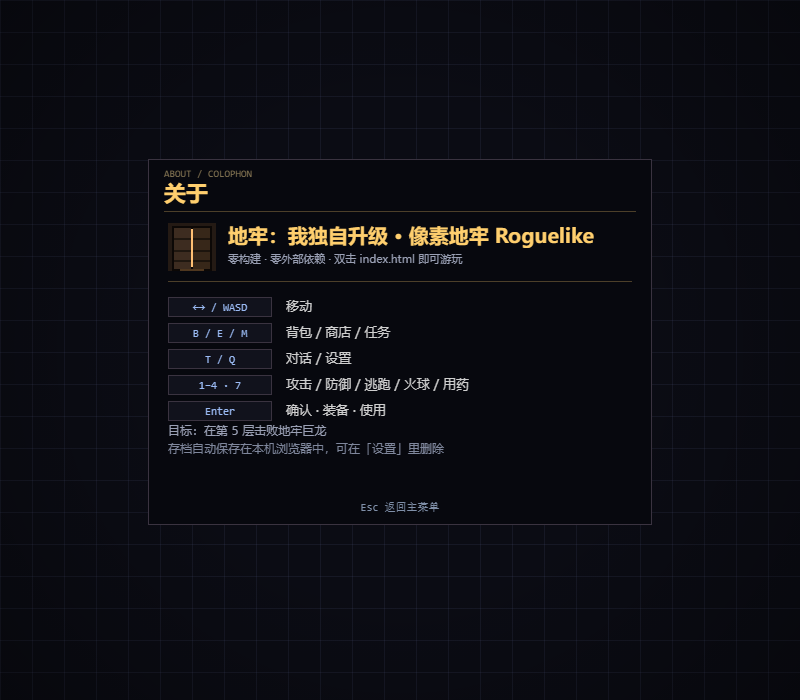 ABOUT / COLOPHON
关于
地牢：我独自升级 • 像素地牢 Roguelike
零构建 · 零外部依赖 · 双击 index.html 即可游玩
↔ / WASD 移动
B / E / M 背包 / 商店 / 任务
T / Q 对话 / 设置
1-4 · 7 攻击 / 防御 / 逃跑 / 火球 / 用药
Enter 确认 · 装备 · 使用
目标：在第 5 层击败地牢巨龙
存档自动保存在本机浏览器中，可在「设置」里删除
Esc 返回主菜单